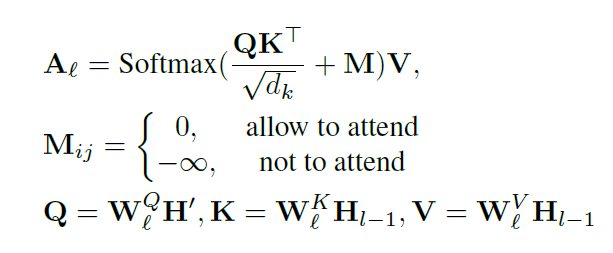 A_ℓ = Softmax(QK^⊤/√d_k + M)V,
M_ij = { 0, allow to attend
−∞, not to attend
Q = W_ℓ^Q H′, K = W_ℓ^K H_{l−1}, V = W_ℓ^V H_{l−1}